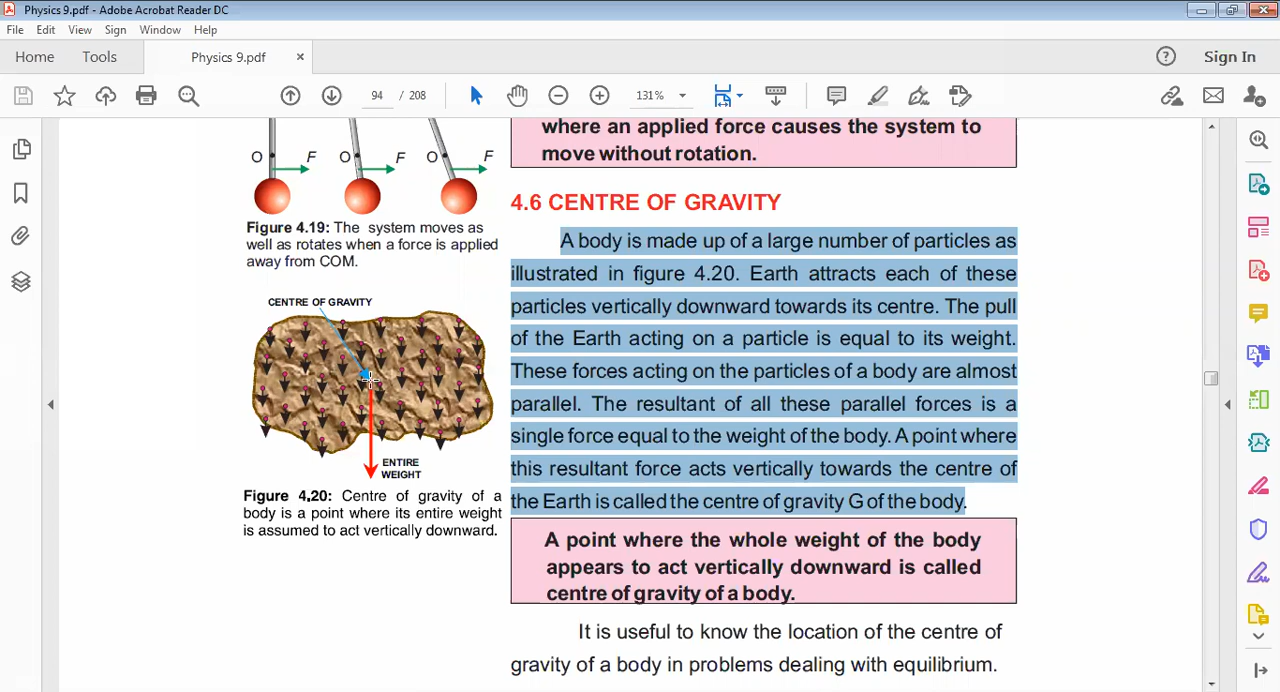 Physics 9.pdf - Adobe Acrobat Reader DC
File Edit View Sign Window Help
Home Tools Physics 9.pdf × ? Sign In
94 / 208 131%
O F O F O F
Figure 4.19: The system moves as
well as rotates when a force is applied
away from COM.
CENTRE OF GRAVITY
ENTIRE
WEIGHT
Figure 4.20: Centre of gravity of a
body is a point where its entire weight
is assumed to act vertically downward.
where an applied force causes the system to
move without rotation.
4.6 CENTRE OF GRAVITY
A body is made up of a large number of particles as
illustrated in figure 4.20. Earth attracts each of these
particles vertically downward towards its centre. The pull
of the Earth acting on a particle is equal to its weight.
These forces acting on the particles of a body are almost
parallel. The resultant of all these parallel forces is a
single force equal to the weight of the body. A point where
this resultant force acts vertically towards the centre of
the Earth is called the centre of gravity G of the body.
A point where the whole weight of the body
appears to act vertically downward is called
centre of gravity of a body.
It is useful to know the location of the centre of
gravity of a body in problems dealing with equilibrium.